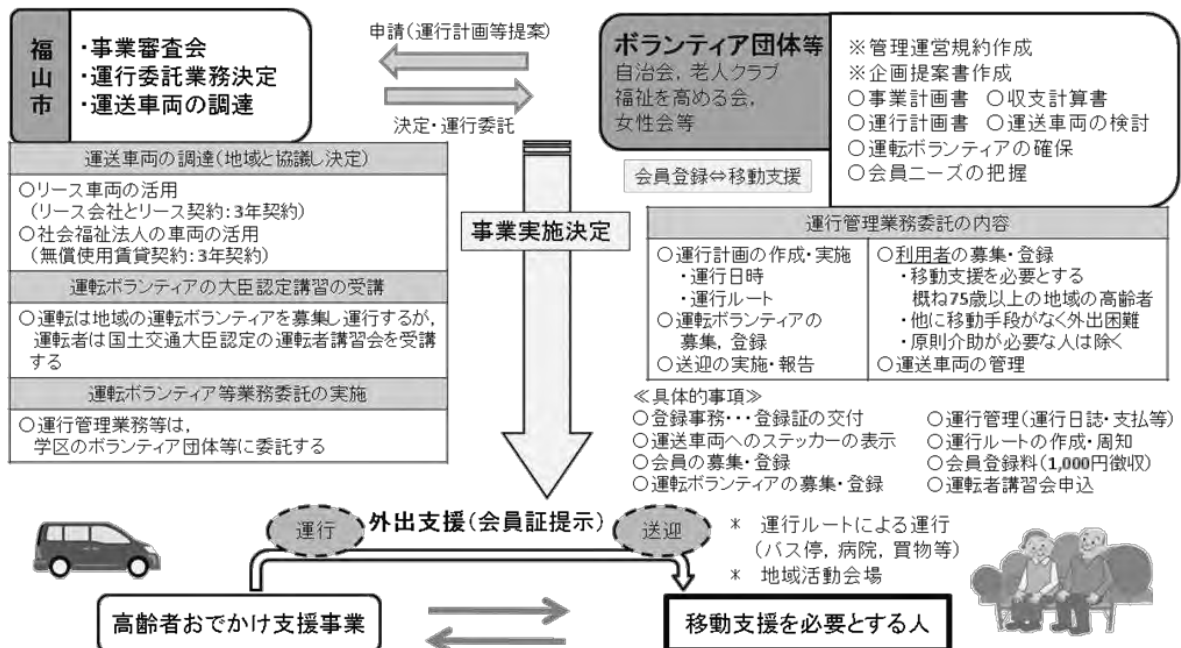 福山市
・事業審査会
・運行委託業務決定
・運送車両の調達
申請(運行計画等提案)
決定・運行委託
ボランティア団体等
自治会，老人クラブ
福祉を高める会，
女性会等
※管理運営規約作成
※企画提案書作成
○事業計画書　○収支計算書
○運行計画書　○運送車両の検討
○運転ボランティアの確保
○会員ニーズの把握
会員登録⇔移動支援
運送車両の調達(地域と協議し決定)
○リース車両の活用
(リース会社とリース契約：3年契約)
○社会福祉法人の車両の活用
(無償使用賃貸契約：3年契約)
運転ボランティアの大臣認定講習の受講
○運転は地域の運転ボランティアを募集し運行するが，
運転者は国土交通大臣認定の運転者講習会を受講
する
運転ボランティア等業務委託の実施
○運行管理業務等は，
学区のボランティア団体等に委託する
事業実施決定
運行管理業務委託の内容
○運行計画の作成・実施
・運行日時
・運行ルート
○運転ボランティアの
募集，登録
○送迎の実施・報告
○利用者の募集・登録
・移動支援を必要とする
概ね75歳以上の地域の高齢者
・他に移動手段がなく外出困難
・原則介助が必要な人は除く
○運送車両の管理
≪具体的事項≫
○登録事務・・・登録証の交付
○運送車両へのステッカーの表示
○会員の募集・登録
○運転ボランティアの募集・登録
○運行管理(運行日誌・支払等)
○運行ルートの作成・周知
○会員登録料(1,000円徴収)
○運転者講習会申込
運行
外出支援(会員証提示)
送迎
＊　運行ルートによる運行
(バス停，病院，買物等)
＊　地域活動会場
高齢者おでかけ支援事業
移動支援を必要とする人